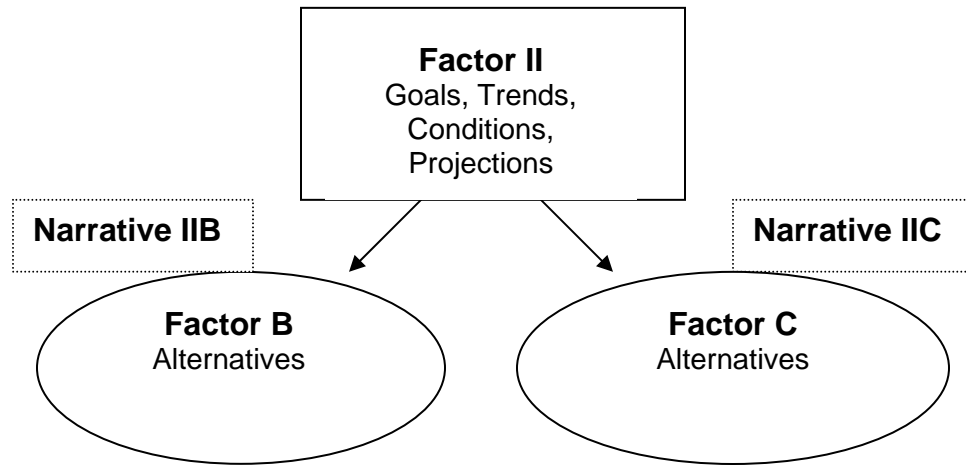 Factor II
Goals, Trends,
Conditions,
Projections
Narrative IIB
Narrative IIC
Factor B
Alternatives
Factor C
Alternatives